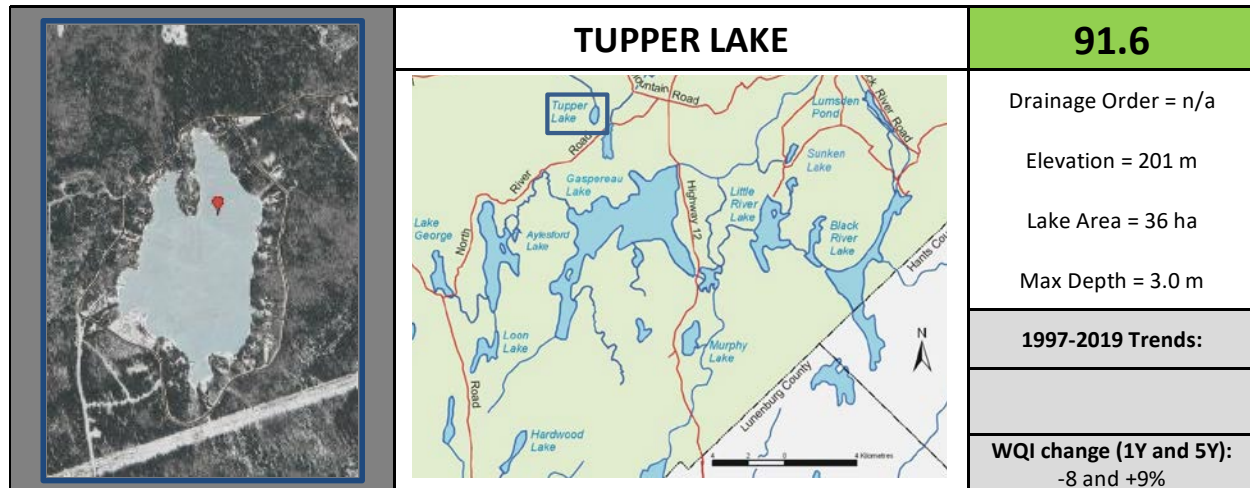 TUPPER LAKE
91.6
Drainage Order = n/a
Elevation = 201 m
Lake Area = 36 ha
Max Depth = 3.0 m
1997-2019 Trends:
WQI change (1Y and 5Y):
-8 and +9%
ountain Road
Tupper
Lake
Lumsden
Pond
ck River Road
River Road
Sunken
Lake
Gaspereau
Lake
Highway 12
Little
River
Lake
Lake
George
North
Aylesford
Lake
Black
River
Lake
Hants Cou
N
Loon
Lake
Murphy
Lake
Road
Lunenburg County
Hardwood
Lake
4 2 0 4 Kilometres